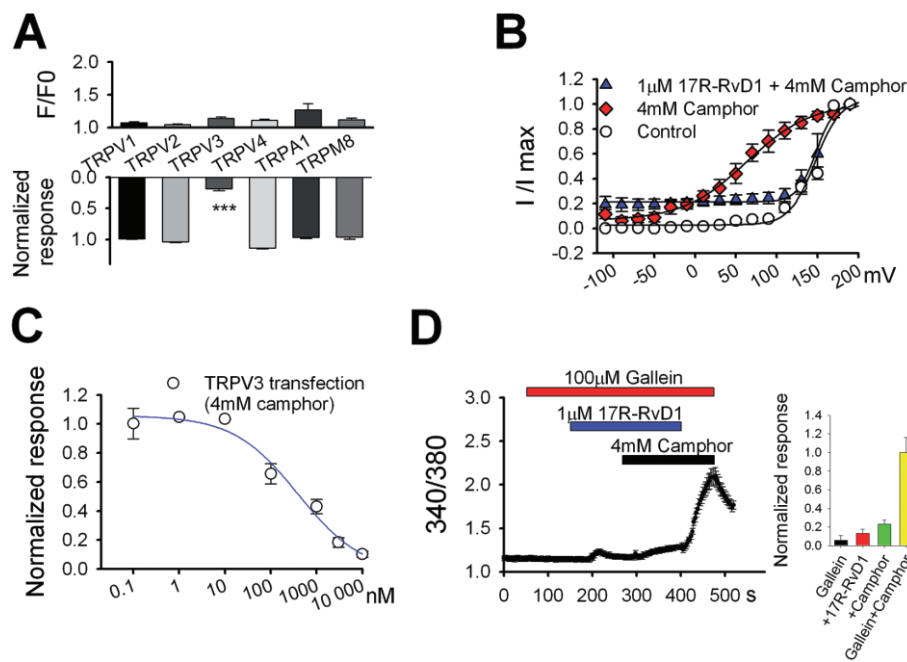 A
F/F0
2.0
1.5
1.0
TRPV1
TRPV2
TRPV3
TRPV4
TRPA1
TRPM8
Normalized
response
0.0
0.5
1.0
***
B
I /I max
1.2
1.0
0.8
0.6
0.4
0.2
0.0
-0.2
1μM 17R-RvD1 + 4mM Camphor
4mM Camphor
Control
-100
-50
0
50
100
150
200
mV
C
Normalized response
1.2
1.0
0.8
0.6
0.4
0.2
0.0
TRPV3 transfection
(4mM camphor)
0.1
1
10
100
1000
10 000
nM
D
340/380
3.0
2.5
2.0
1.5
1.0
100μM Gallein
1μM 17R-RvD1
4mM Camphor
0 100 200 300 400 500 s
Normalized response
1.4
1.2
1.0
0.8
0.6
0.4
0.2
0.0
Gallein
+17R-RvD1
+Camphor
Gallein+Camphor